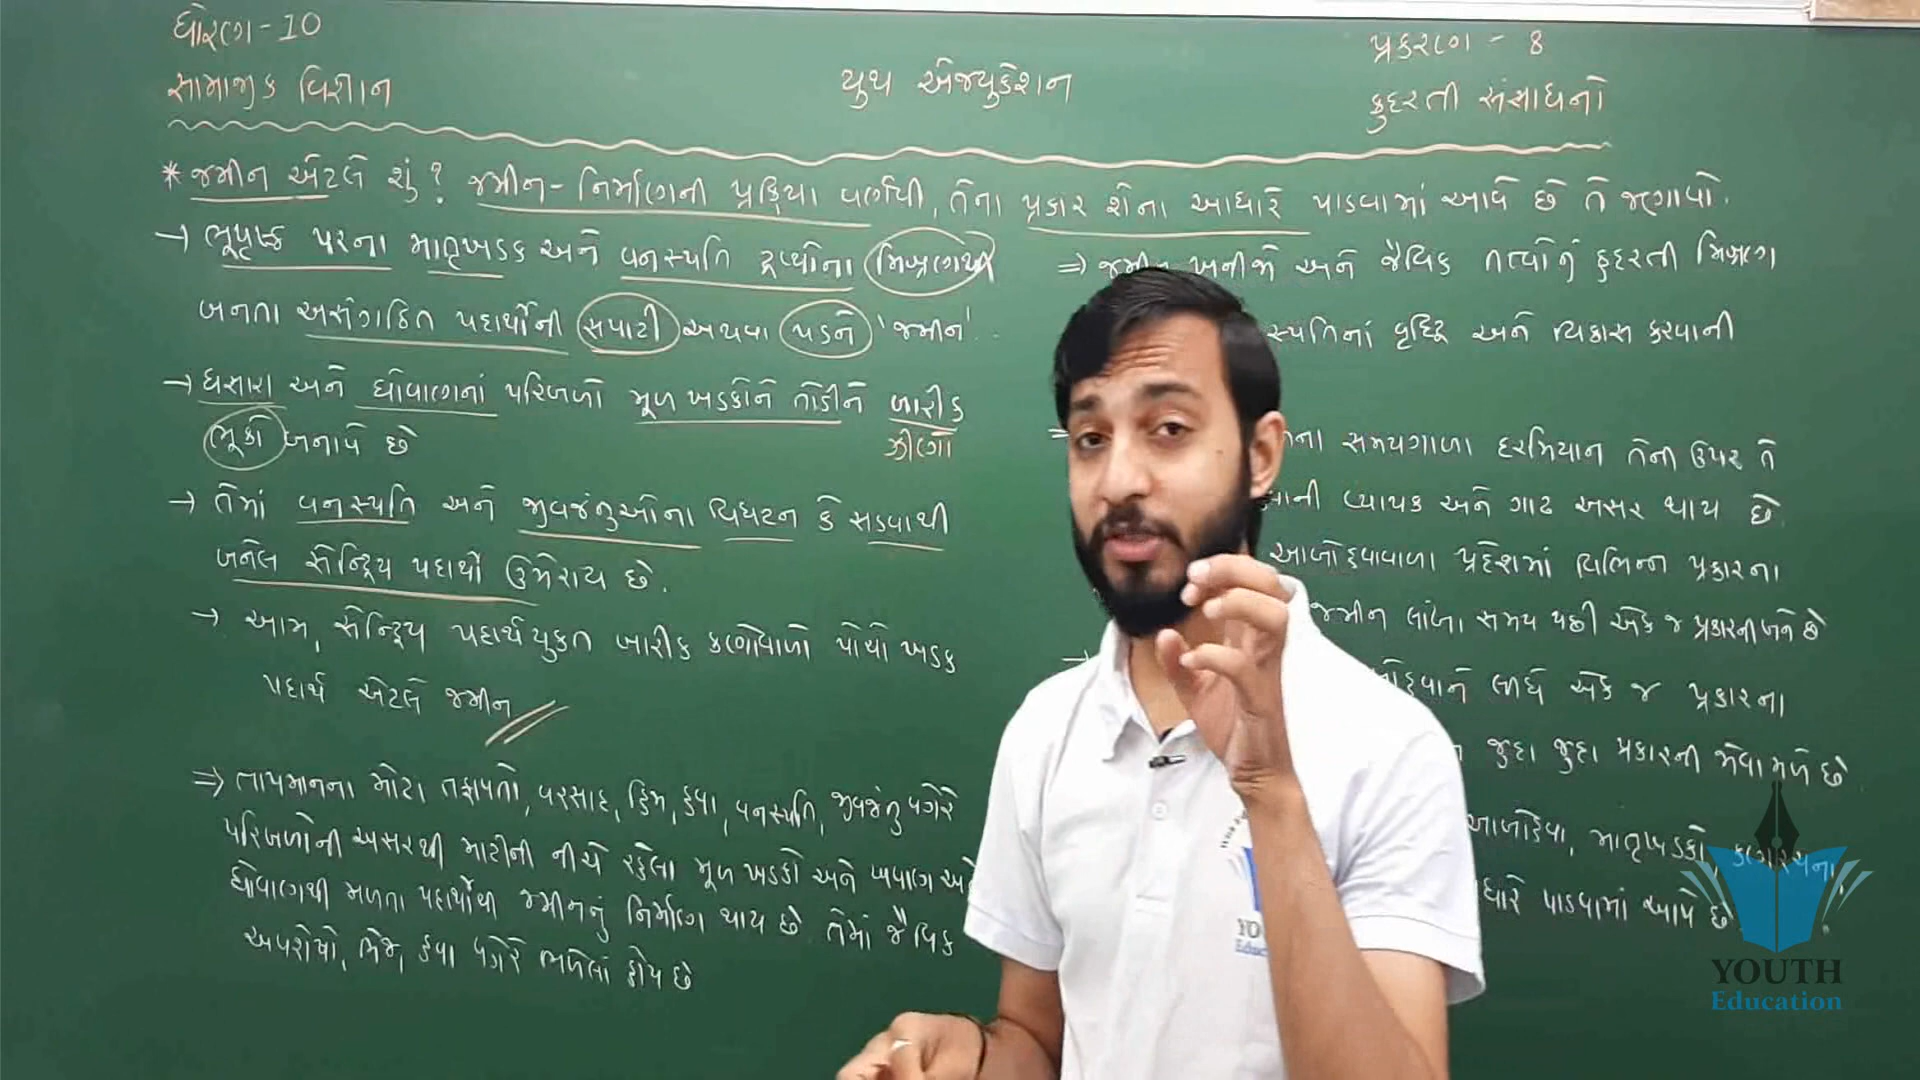 ધોરણ-10
સામાજીક વિજ્ઞાન
યુથ એજ્યુકેશન
પ્રકરણ - 8
કુદરતી સંસાધનો
* જમીન એટલે શું? જમીન-નિર્માણની પ્રક્રિયા વર્ણવી, તેના પ્રકાર શેના આધારે પાડવામાં આવે છે તે જણાવો.
→ ભૂપૃષ્ઠ પરના માતૃખડક અને વનસ્પતિ દ્રવ્યોના મિશ્રણથી
બનતા અસંગઠિત પદાર્થોની સપાટી અથવા પડને 'જમીન'.
→ ઘસારા અને ધોવાણનાં પરિબળો મૂળ ખડકોને તોડીને બારીક
ઝીણો
ભૂકો બનાવે છે
→ તેમાં વનસ્પતિ અને જીવજંતુઓના વિઘટન કે સડવાથી
બનેલ સેન્દ્રિય પદાર્થો ઉમેરાય છે.
→ આમ, સેન્દ્રિય પદાર્થયુક્ત બારીક કણોવાળો પોચો ખડક
પદાર્થ એટલે જમીન
⇒ તાપમાનના મોટા તફાવતો, વરસાદ, હિમ, હવા, વનસ્પતિ, જીવજંતુ વગેરે
પરિબળોની અસરથી માટીની નીચે રહેલા મૂળ ખડકો અને ખવાણ અને
ધોવાણથી મળતા પદાર્થોથી જમીનનું નિર્માણ થાય છે. તેમાં જૈવિક
અવશેષો, ભેજ, હવા વગેરે ભળેલાં હોય છે
⇒ જમીન ખનીજો અને જૈવિક તત્વોનું કુદરતી મિશ્રણ
સ્પતિનાં વૃદ્ધિ અને વિકાસ કરવાની
ના સમયગાળા દરમિયાન તેની ઉપર તે
ની વ્યાપક અને ગાઢ અસર થાય છે.
આબોહવાવાળા પ્રદેશમાં વિભિન્ન પ્રકારના
જમીન લાંબા સમય પછી એક જ પ્રકારની બને છે
હવાને લીધે એક જ પ્રકારના
જુદા જુદા પ્રકારની જોવા મળે છે
આબોહવા, માતૃખડકો, કણરચના,
ધારે પાડવામાં આવે છે.
YOUTH
Education